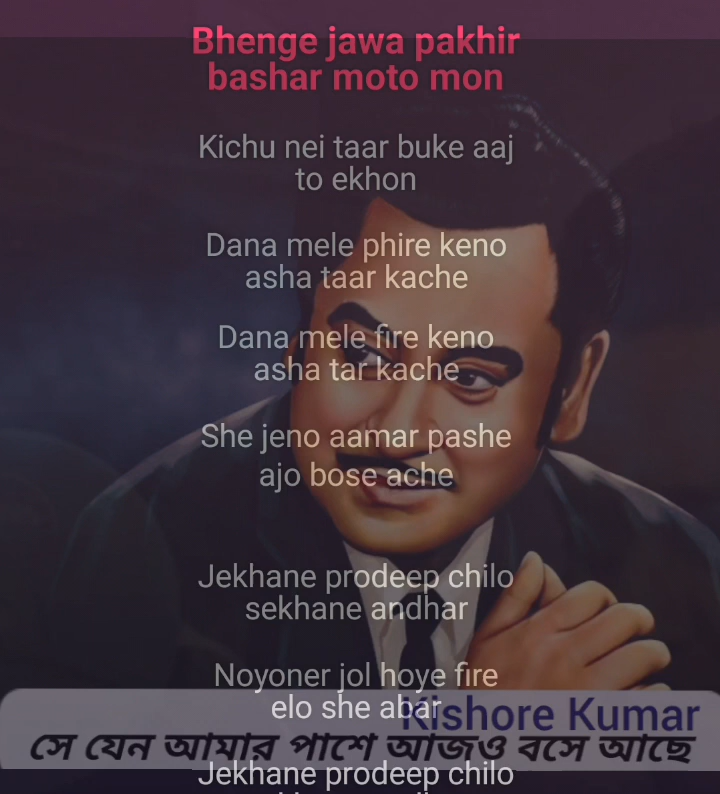 Bhenge jawa pakhir
bashar moto mon
Kichu nei taar buke aaj
to ekhon
Dana mele phire keno
asha taar kache
Dana mele fire keno
asha tar kache
She jeno aamar pashe
ajo bose ache
Jekhane prodeep chilo
sekhane andhar
Noyoner jol hoye fire
elo she abar
Kishore Kumar
সে যেন আমার পাশে আজও বসে আছে
Jekhane prodeep chilo